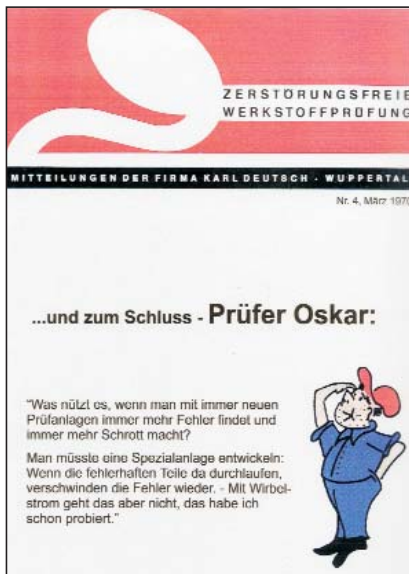 ZERSTÖRUNGSFREIE
WERKSTOFFPRÜFUNG
MITTEILUNGEN DER FIRMA KARL DEUTSCH - WUPPERTAL
Nr. 4, März 1970
...und zum Schluss - Prüfer Oskar:
"Was nützt es, wenn man mit immer neuen
Prüfanlagen immer mehr Fehler findet und
immer mehr Schrott macht?
Man müsste eine Spezialanlage entwickeln:
Wenn die fehlerhaften Teile da durchlaufen,
verschwinden die Fehler wieder. - Mit Wirbel-
strom geht das aber nicht, das habe ich
schon probiert."